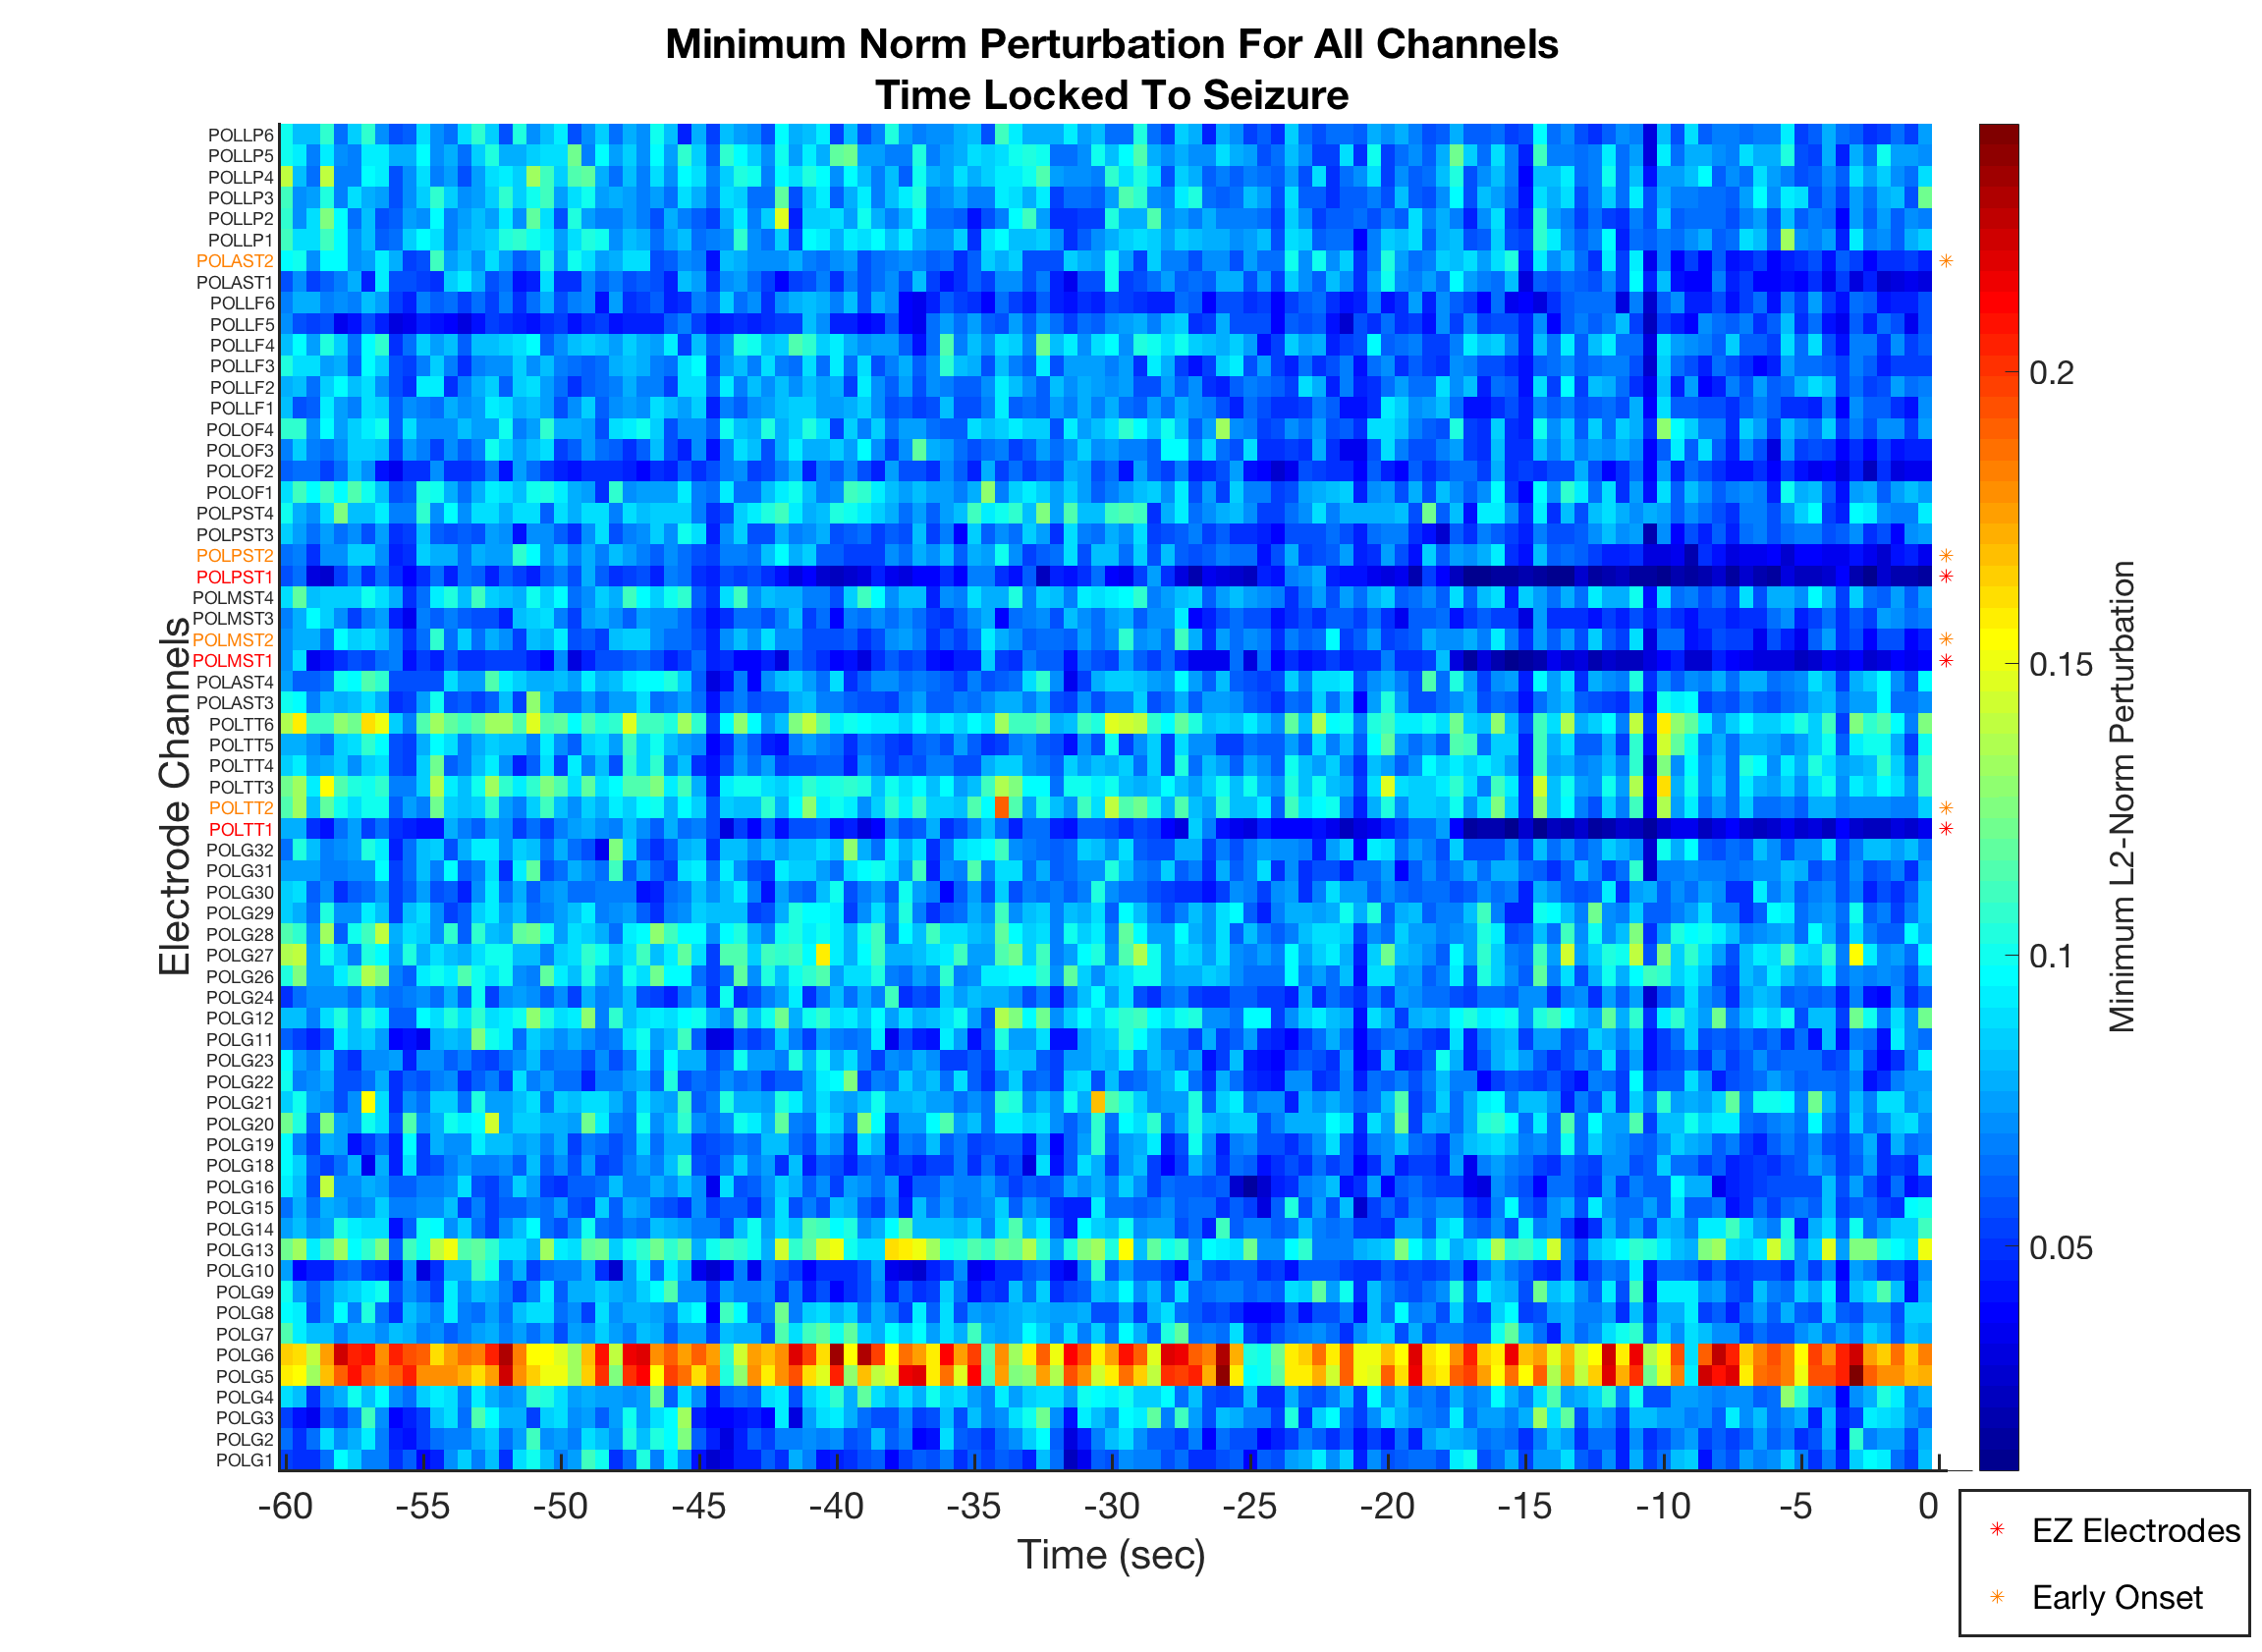 Minimum Norm Perturbation For All Channels
Time Locked To Seizure
POLLP6
POLLP5
POLLP4
POLLP3
POLLP2
POLLP1
POLAST2
POLAST1
POLLF6
POLLF5
POLLF4
POLLF3
POLLF2
POLLF1
POLOF4
POLOF3
POLOF2
POLOF1
POLPST4
POLPST3
POLPST2
POLPST1
POLMST4
POLMST3
POLMST2
POLMST1
POLAST4
POLAST3
POLTT6
POLTT5
POLTT4
POLTT3
POLTT2
POLTT1
POLG32
POLG31
POLG30
POLG29
POLG28
POLG27
POLG26
POLG24
POLG12
POLG11
POLG23
POLG22
POLG21
POLG20
POLG19
POLG18
POLG16
POLG15
POLG14
POLG13
POLG10
POLG9
POLG8
POLG7
POLG6
POLG5
POLG4
POLG3
POLG2
POLG1
Electrode Channels
-60 -55 -50 -45 -40 -35 -30 -25 -20 -15 -10 -5 0
Time (sec)
0.2
0.15
0.1
0.05
Minimum L2-Norm Perturbation
EZ Electrodes
Early Onset